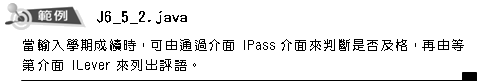 範例 J6_5_2.java
當輸入學期成績時，可由通過介面 IPass 介面來判斷是否及格，再由等
第介面 ILever 來列出評語。